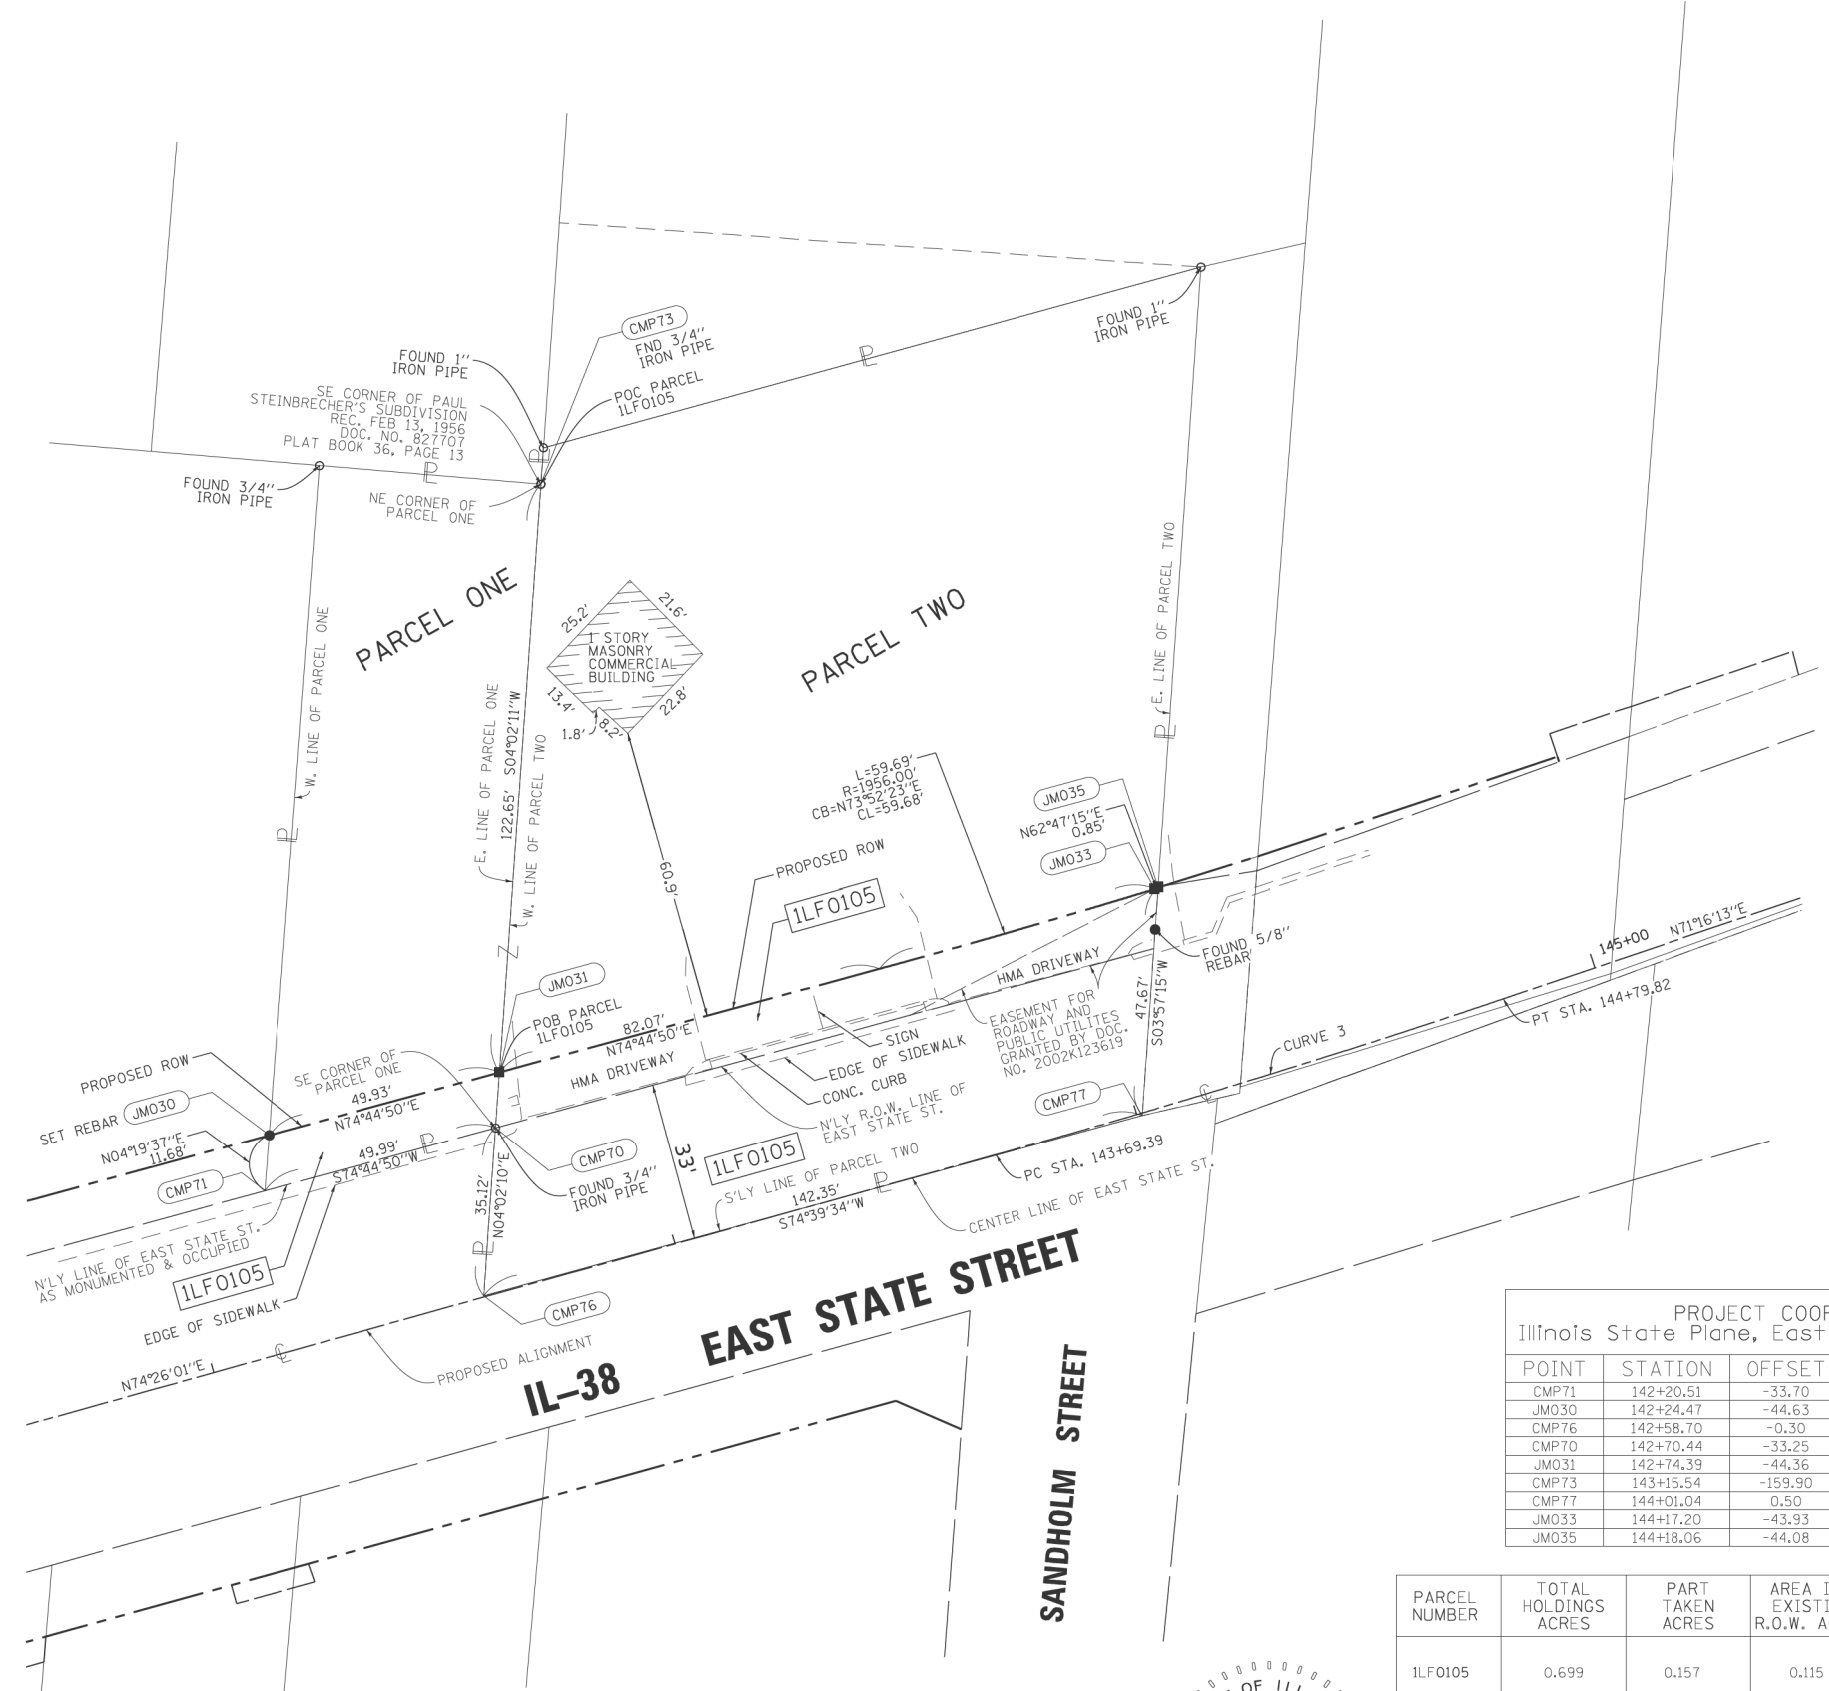 CMP73
FND 3/4''
IRON PIPE
FOUND 1''
IRON PIPE
POC PARCEL
1LF0105
FOUND 1''
IRON PIPE
SE CORNER OF PAUL
STEINBRECHER'S SUBDIVISION
REC. FEB 13, 1956
DOC. NO. 827707
PLAT BOOK 36, PAGE 13
FOUND 3/4''
IRON PIPE
NE CORNER OF
PARCEL ONE
PARCEL ONE
PARCEL TWO
25.2'
21.6'
1 STORY
MASONRY
COMMERCIAL
BUILDING
13.4'
1.8'
8.2'
22.8'
W. LINE OF PARCEL ONE
E. LINE OF PARCEL ONE
122.65' S04°02'11''W
W. LINE OF PARCEL TWO
E. LINE OF PARCEL TWO
60.9'
L=59.69'
R=1956.00'
CB=N73°52'23''E
CL=59.68'
JM035
N62°47'15''E
0.85'
JM033
PROPOSED ROW
1LF0105
JM031
POB PARCEL
1LF0105
82.07'
N74°44'50''E
HMA DRIVEWAY
HMA DRIVEWAY
SIGN
EDGE OF SIDEWALK
CONC. CURB
N'LY R.O.W. LINE OF
EAST STATE ST.
EASEMENT FOR
ROADWAY AND
PUBLIC UTILITES
GRANTED BY DOC.
NO. 2002K123619
47.67'
S03°57'15''W
FOUND 5/8''
REBAR
145+00
N71°16'13''E
PT STA. 144+79.82
CURVE 3
CMP77
PROPOSED ROW
SE CORNER OF
PARCEL ONE
49.93'
N74°44'50''E
SET REBAR
JM030
N04°19'37''E
11.68'
CMP71
49.99'
S74°44'50''W
CMP70
FOUND 3/4''
IRON PIPE
35.12'
N04°02'10''E
33'
1LF0105
S'LY LINE OF PARCEL TWO
142.35'
S74°39'34''W
PC STA. 143+69.39
CENTER LINE OF EAST STATE ST.
N'LY LINE OF EAST STATE ST.
AS MONUMENTED & OCCUPIED
1LF0105
EDGE OF SIDEWALK
CMP76
N74°26'01''E
PROPOSED ALIGNMENT
IL-38
EAST STATE STREET
SANDHOLM STREET
PROJECT COOR
Illinois State Plane, East
POINT STATION OFFSET
CMP71 142+20.51 -33.70
JM030 142+24.47 -44.63
CMP76 142+58.70 -0.30
CMP70 142+70.44 -33.25
JM031 142+74.39 -44.36
CMP73 143+15.54 -159.90
CMP77 144+01.04 0.50
JM033 144+17.20 -43.93
JM035 144+18.06 -44.08
PARCEL NUMBER
TOTAL HOLDINGS ACRES
PART TAKEN ACRES
AREA I
EXISTI
R.O.W. A
1LF0105 0.699 0.157 0.115
OF ILL